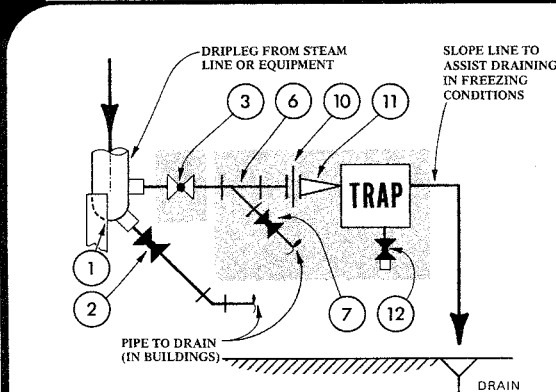 DRIPLEG FROM STEAM
LINE OR EQUIPMENT
SLOPE LINE TO
ASSIST DRAINING
IN FREEZING
CONDITIONS
3
6
10
11
TRAP
1
2
7
12
PIPE TO DRAIN
(IN BUILDINGS)
DRAIN